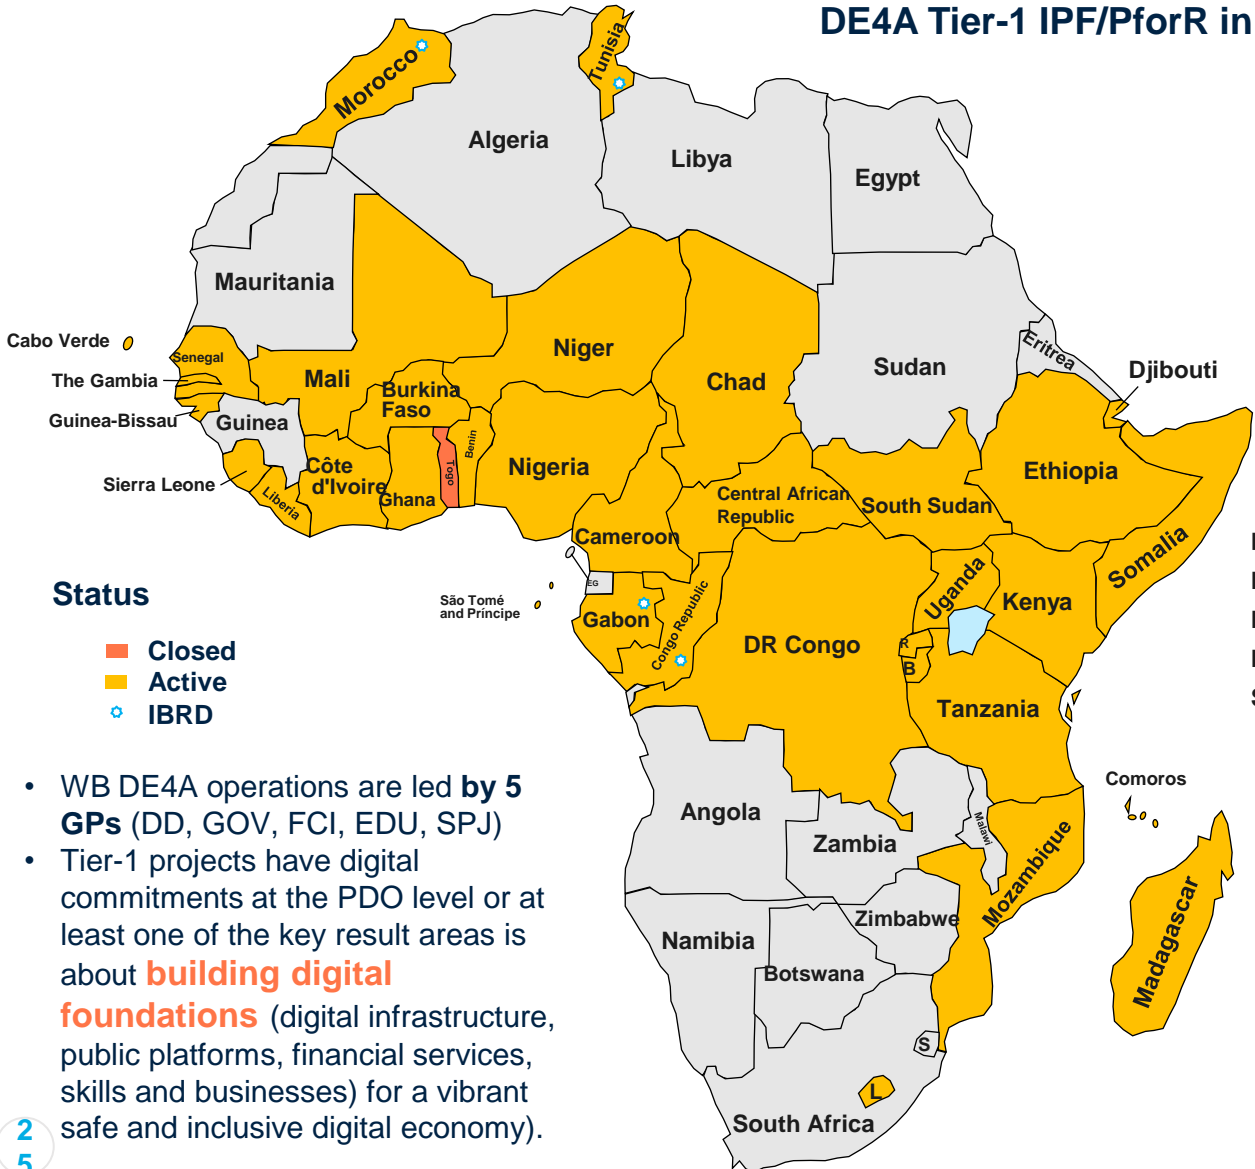 DE4A Tier-1 IPF/PforR in
Morocco
Tunisia
Algeria
Libya
Egypt
Mauritania
Cabo Verde
Senegal
The Gambia
Guinea-Bissau
Guinea
Sierra Leone
Liberia
Mali
Burkina
Faso
Côte
d'Ivoire
Ghana
Togo
Benin
Niger
Nigeria
Chad
Sudan
Eritrea
Djibouti
Ethiopia
Somalia
Central African
Republic
South Sudan
Cameroon
EG
São Tomé
and Príncipe
Gabon
Congo Republic
DR Congo
Uganda
Kenya
R
B
Tanzania
Comoros
Angola
Zambia
Malawi
Mozambique
Zimbabwe
Namibia
Botswana
Madagascar
S
L
South Africa
Status
Closed
Active
IBRD
• WB DE4A operations are led by 5
GPs (DD, GOV, FCI, EDU, SPJ)
• Tier-1 projects have digital
commitments at the PDO level or at
least one of the key result areas is
about building digital
foundations (digital infrastructure,
public platforms, financial services,
skills and businesses) for a vibrant
safe and inclusive digital economy).
2
5